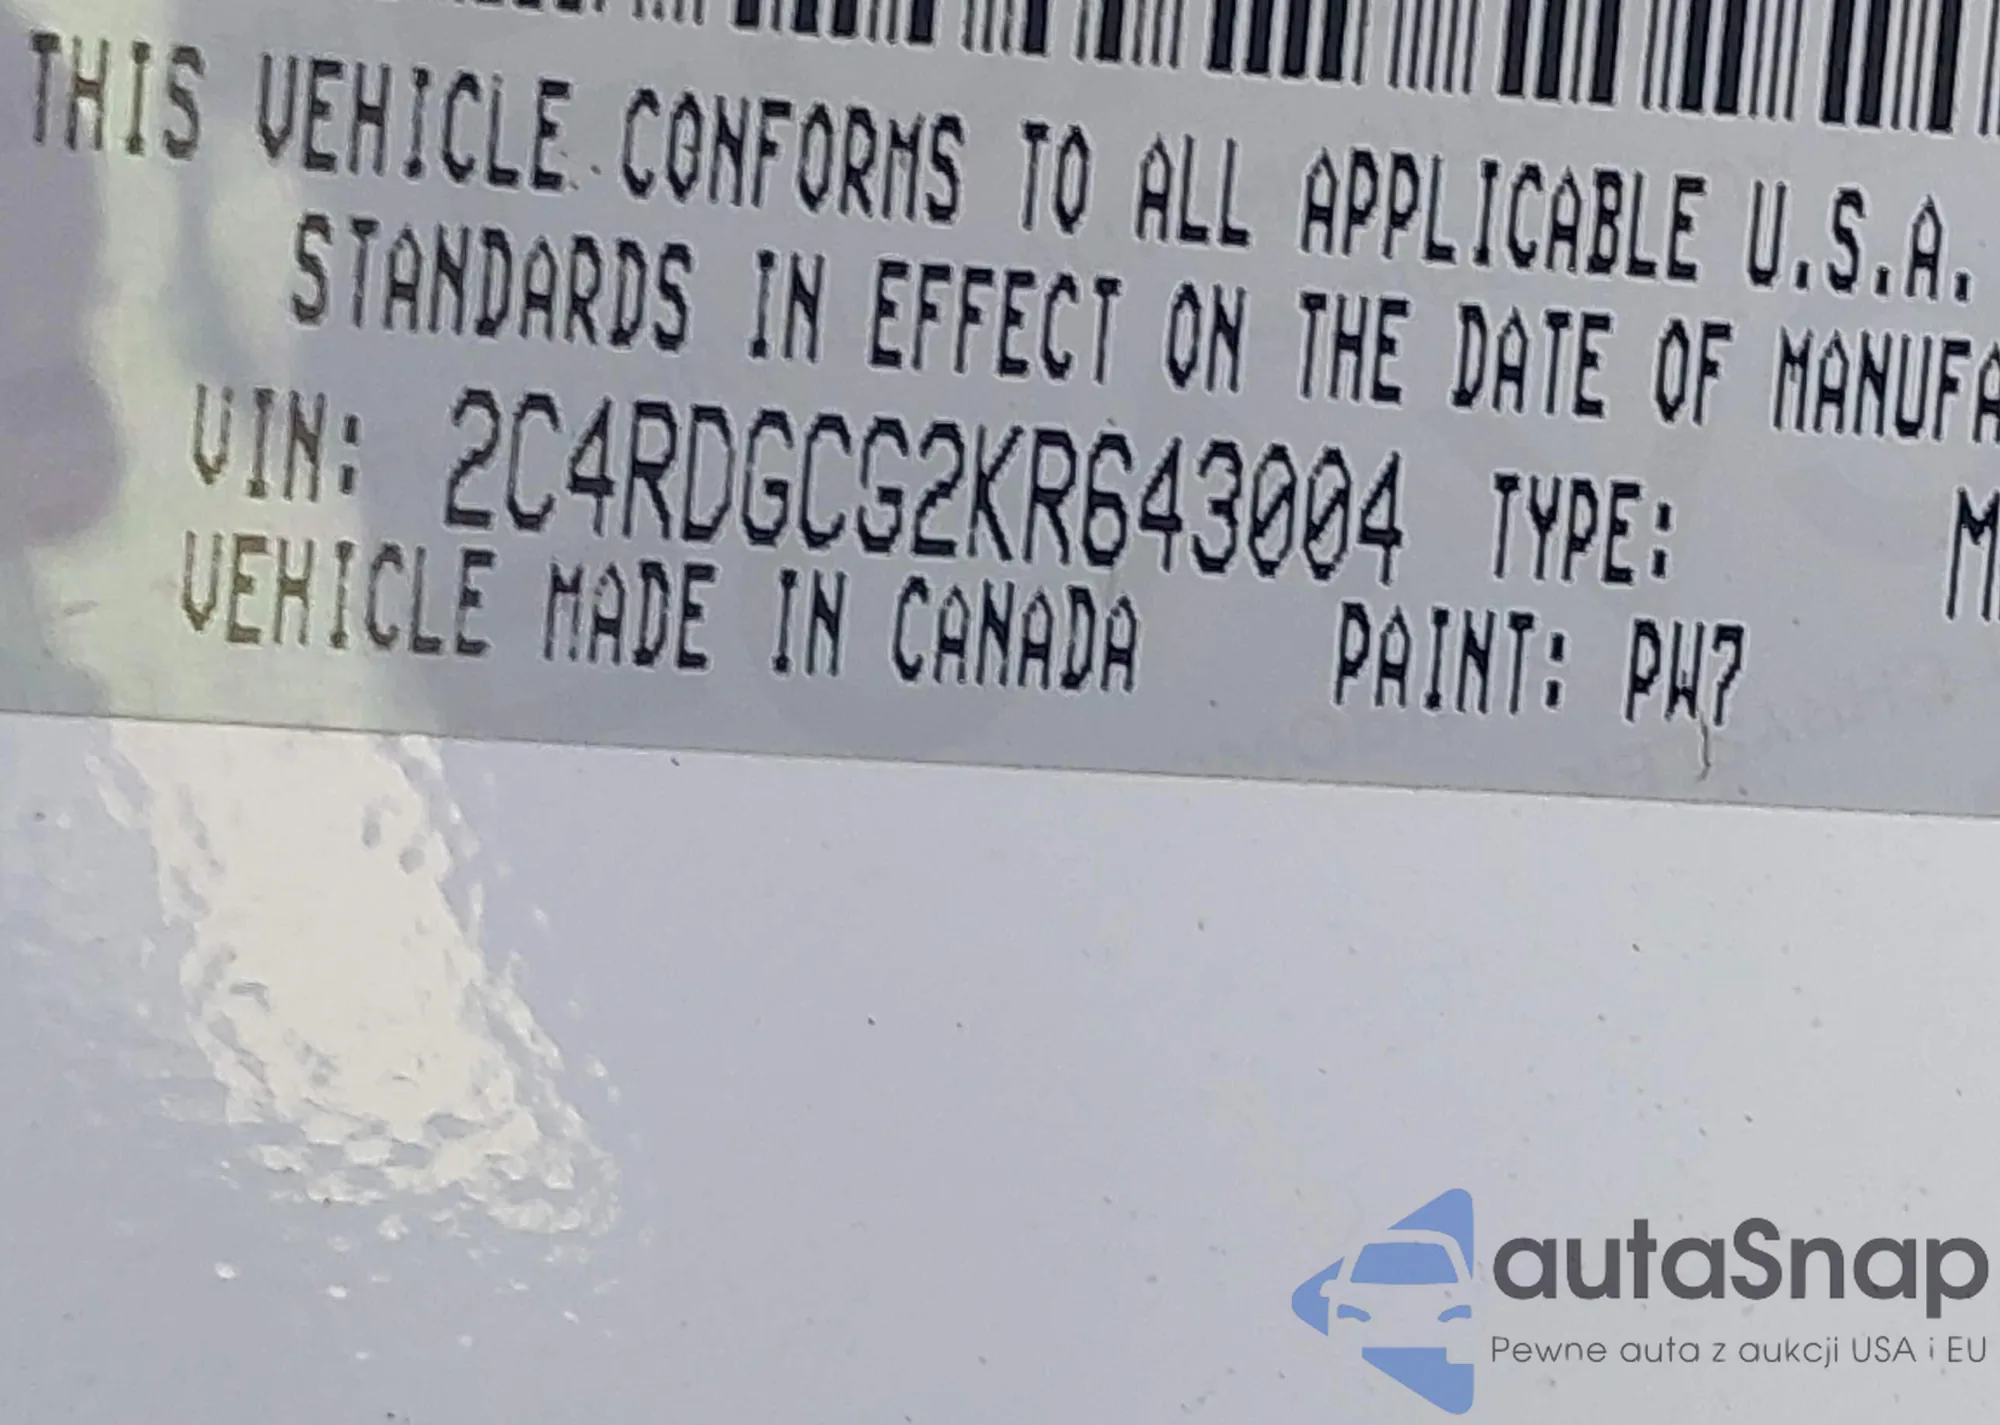 THIS VEHICLE CONFORMS TO ALL APPLICABLE U.S.A.
STANDARDS IN EFFECT ON THE DATE OF MANUFA
VIN: 2C4RDGCG2KR643004 TYPE: M
VEHICLE MADE IN CANADA PAINT: PW7
autaSnap
Pewne auta z aukcji USA i EU